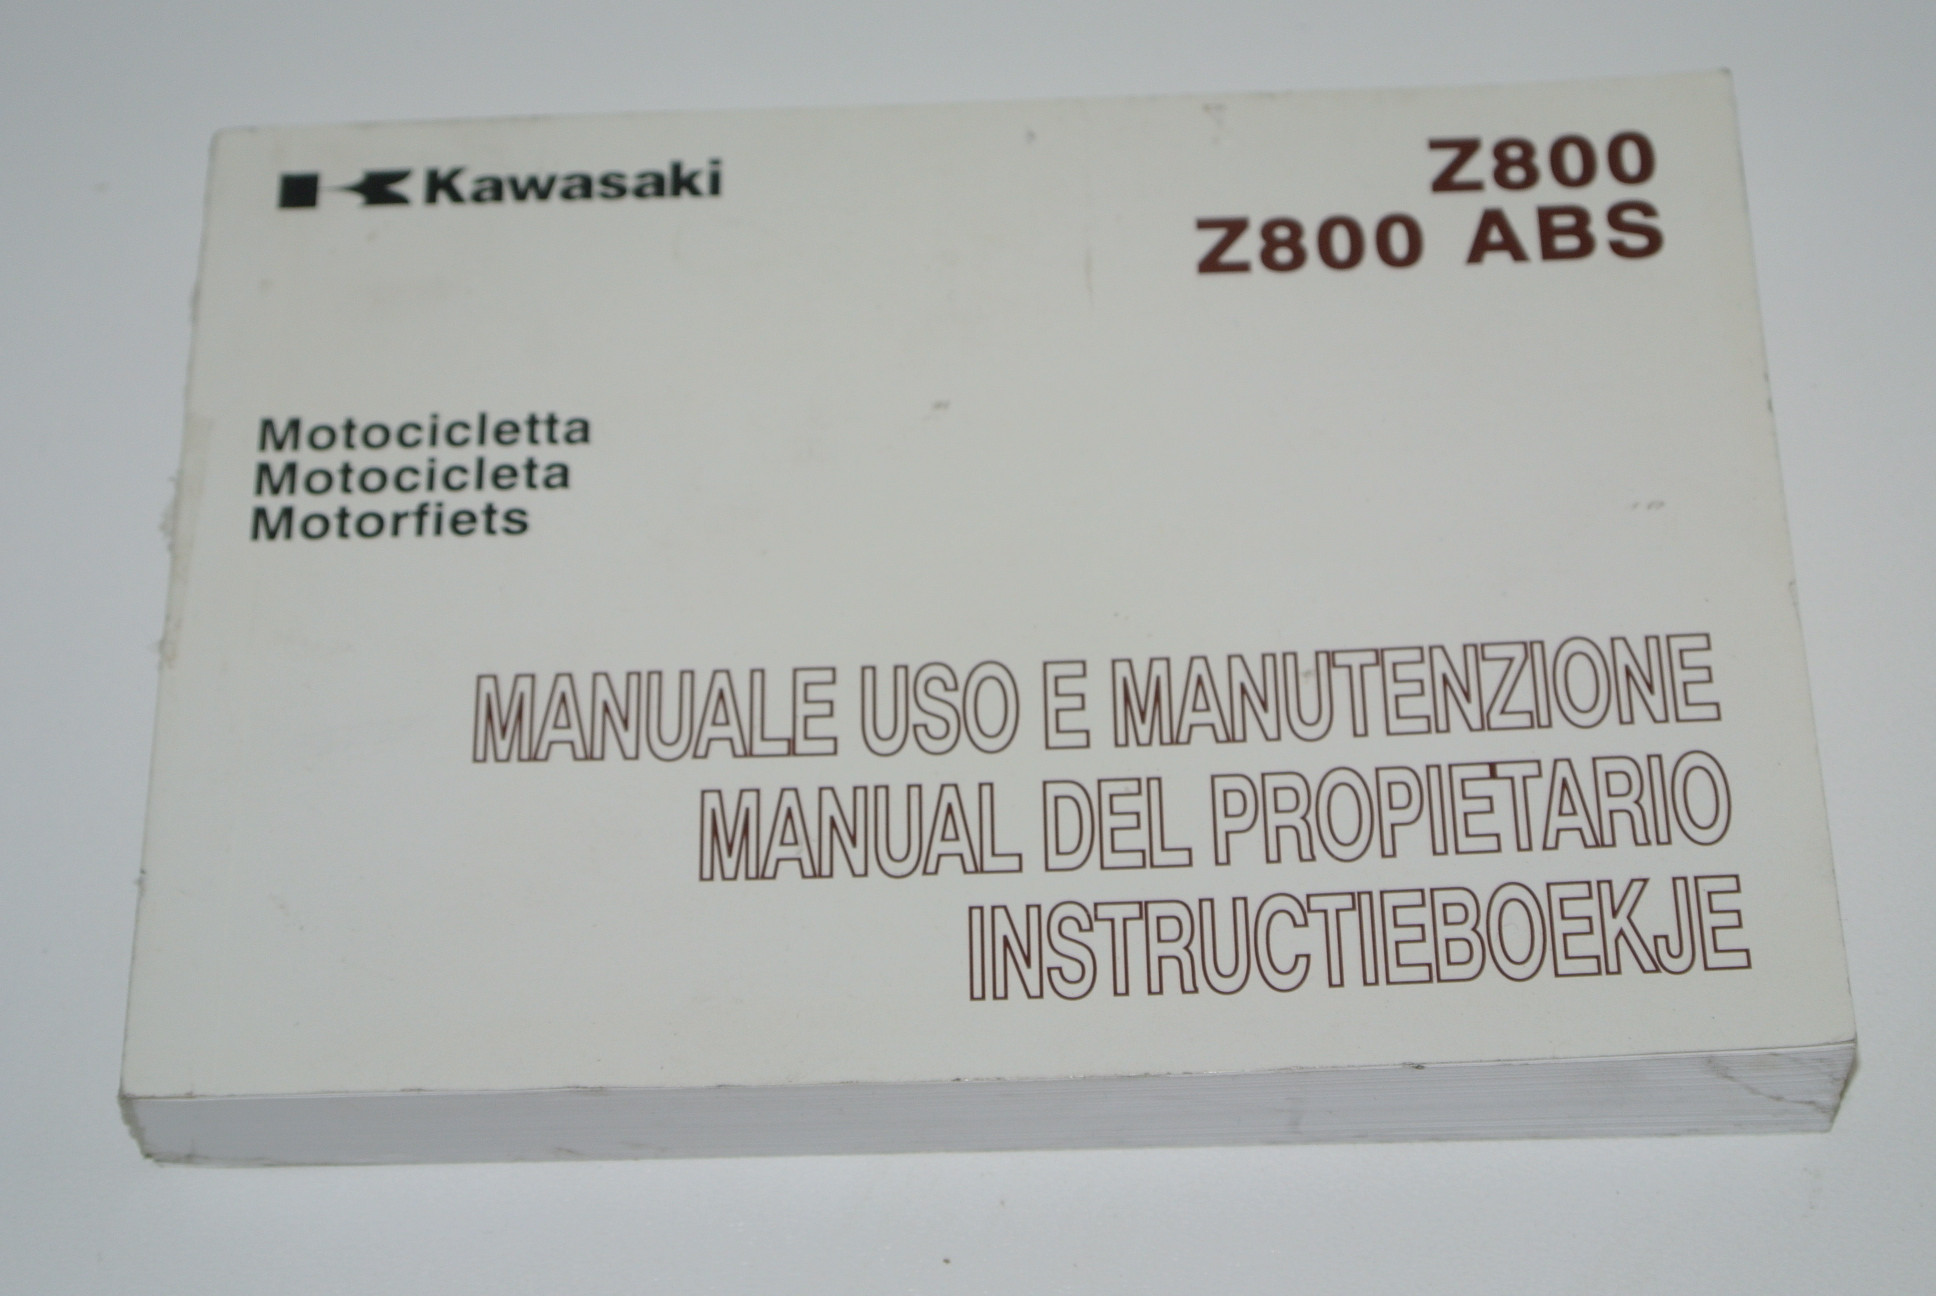 Kawasaki
Z800
Z800 ABS
Motocicletta
Motocicleta
Motorfiets
MANUALE USO E MANUTENZIONE
MANUAL DEL PROPIETARIO
INSTRUCTIEBOEKJE